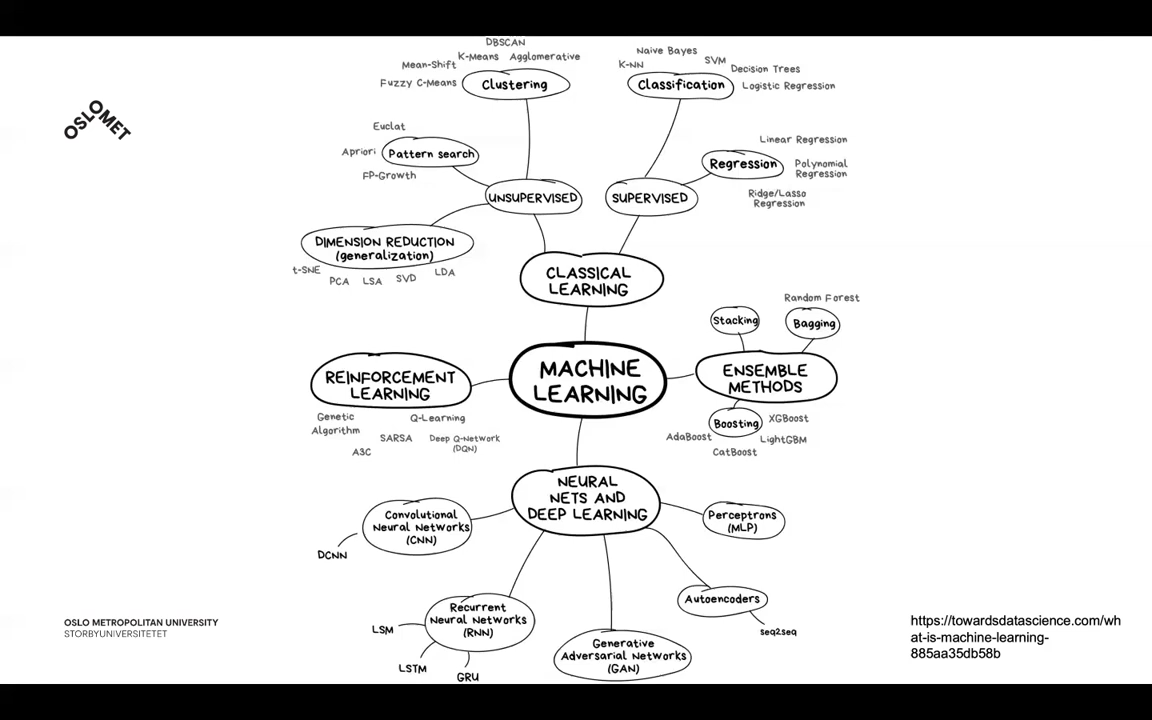 DBSCAN
K-Means
Agglomerative
Mean-Shift
Fuzzy C-Means
Clustering
Naive Bayes
K-NN
SVM
Decision Trees
Classification
Logistic Regression
OSLOMET
Euclat
Apriori
Pattern search
FP-Growth
Linear Regression
Regression
Polynomial
Regression
Ridge/Lasso
Regression
UNSUPERVISED
SUPERVISED
DIMENSION REDUCTION
(generalization)
t-SNE
PCA
LSA
SVD
LDA
CLASSICAL
LEARNING
Random Forest
Stacking
Bagging
REINFORCEMENT
LEARNING
MACHINE
LEARNING
ENSEMBLE
METHODS
Genetic
Algorithm
Q-Learning
SARSA
Deep Q-Network
(DQN)
A3C
Boosting
XGBoost
AdaBoost
LightGBM
CatBoost
NEURAL
NETS AND
DEEP LEARNING
Convolutional
Neural Networks
(CNN)
DCNN
Perceptrons
(MLP)
Recurrent
Neural Networks
(RNN)
LSM
LSTM
GRU
Generative
Adversarial Networks
(GAN)
Autoencoders
seq2seq
OSLO METROPOLITAN UNIVERSITY
STORBYUNIVERSITETET
https://towardsdatascience.com/wh
at-is-machine-learning-
885aa35db58b